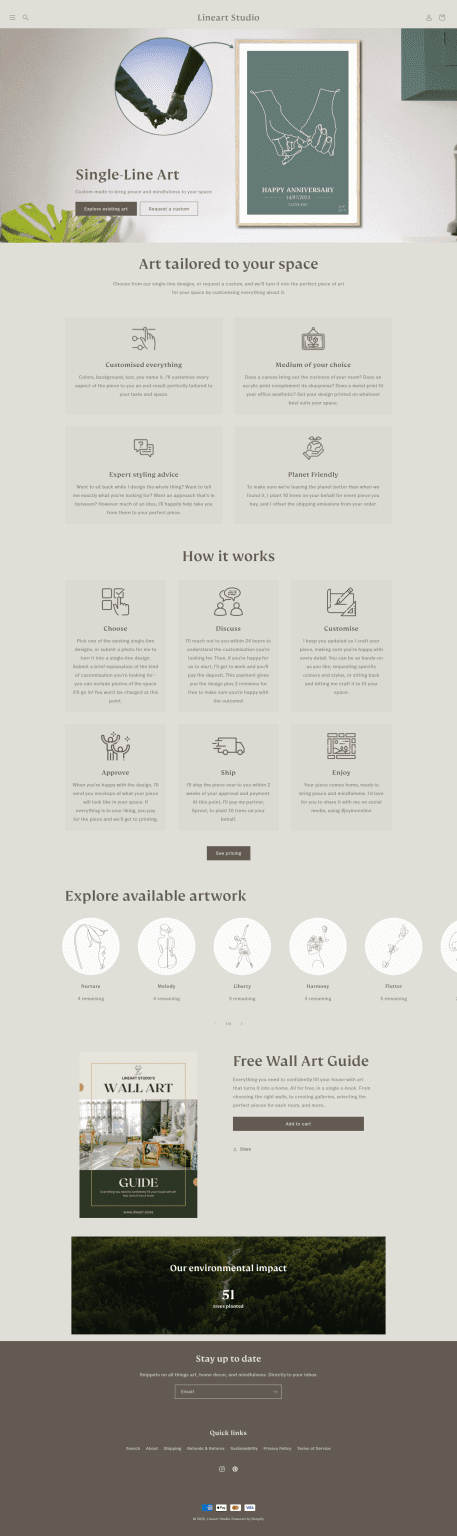 Lineart Studio
HAPPY ANNIVERSARY
14/07/2023
Single-Line Art
Custom made to bring peace and mindfulness to your space
Explore existing art
Request a custom
Art tailored to your space
Choose from our single-line designs, or request a custom, and we'll turn it into the perfect piece of art
for your space by customising everything about it.
Customised everything
Colors, background, text, you name it. I'll customise every
aspect of the piece to you an end-result perfectly tailored to
your taste and space.
Medium of your choice
Does a canvas bring out the coziness of your room? Does an
acrylic print complement its sharpness? Does a metal print fit
your office aesthetic? Get your design printed on whatever
best suits your space.
Expert styling advice
Want to sit back while I design the whole thing? Want to tell
me exactly what you're looking for? Want an approach that's in
between? However much of an idea, I'll happily help take you
from there to your perfect piece.
Planet Friendly
To make sure we're leaving the planet better than when we
found it, I plant 10 trees on your behalf for every piece you
buy, and I offset the shipping emissions from your order.
How it works
Choose
Pick one of the existing single-line
designs, or submit a photo for me to
turn it into a single-line design.
Submit a brief explanation of the kind
of customisation you're looking for -
you can include photos of the space
it'll go in! You won't be charged at this
point.
Discuss
I'll reach out to you within 24 hours to
understand the customisation you're
looking for. Then, if you're happy for
us to start, I'll get to work and you'll
pay the deposit. This payment gives
you the design plus 2 revisions for
free to make sure you're happy with
the outcome!
Customise
I keep you updated as I craft your
piece, making sure you're happy with
every detail. You can be as hands on
as you like, requesting specific
colours and styles, or sitting back
and letting me craft it to fit your
space.
Approve
When you're happy with the design, I'll
send you mockups of what your piece
will look like in your space. If
everything is to your liking, you pay
for the piece and we'll get to printing.
Ship
I'll ship the piece over to you within 2
weeks of your approval and payment.
At this point, I'll pay my partner,
Sprout, to plant 10 trees on your
behalf.
Enjoy
Your piece comes home, ready to
bring peace and mindfulness. I'd love
for you to share it with me on social
media, using
See pricing
Explore available artwork
Nurture
Melody
Liberty
Harmony
Flutter
remaining
remaining
remaining
remaining
remaining
LINEART STUDIO'S
WALL ART
GUIDE
Free Wall Art Guide
Everything you need to confidently fill your house with art
that turns it into a home. All for free, in a single e-book. From
choosing the right walls, to creating galleries, selecting the
perfect pieces for each room, and more..
Add to cart
Share
Our environmental impact
51
trees planted
Stay up to date
Snippets on all things art, home decor, and mindfulness. Directly to your inbox.
Email
Quick links
Search About Shipping Refunds & Returns Sustainability Privacy Policy Terms of Service
Lineart Studio Powered by Shopify